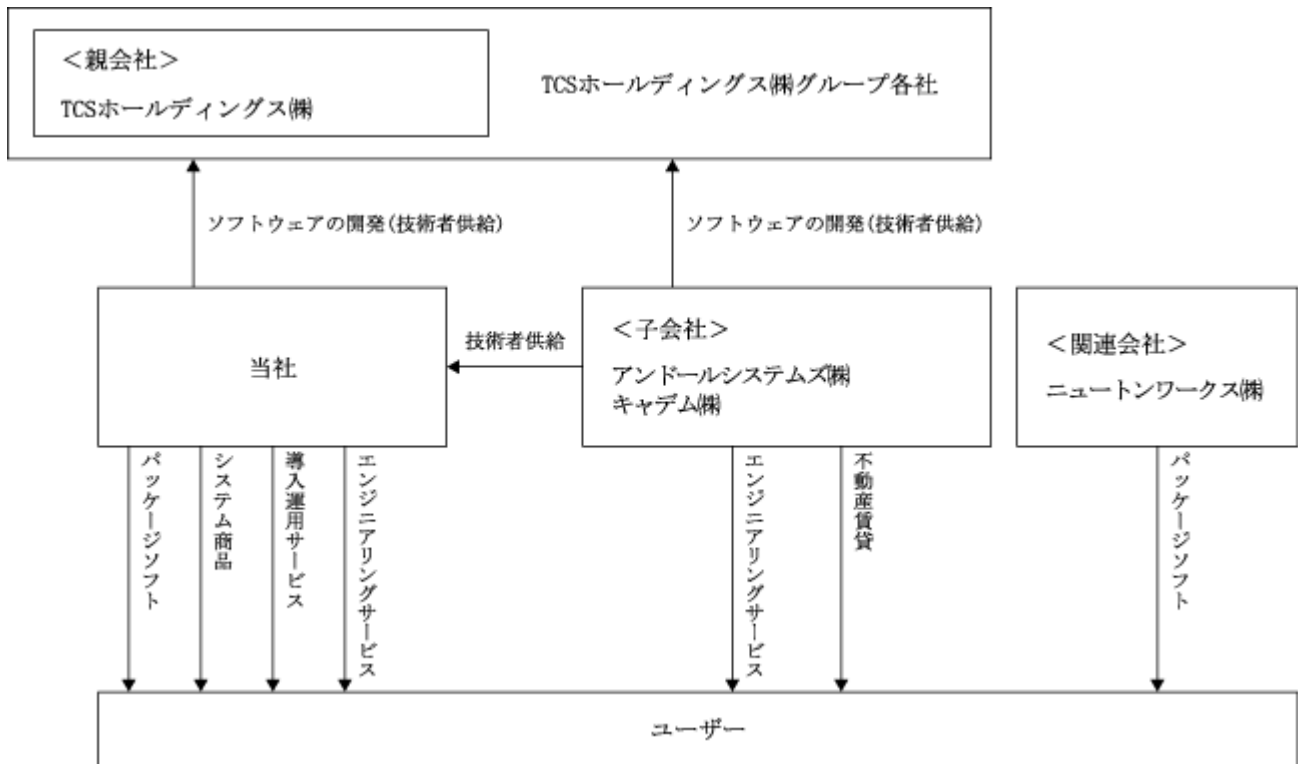 <親会社>
TCSホールディングス㈱
TCSホールディングス㈱グループ各社
ソフトウェアの開発(技術者供給)
ソフトウェアの開発(技術者供給)
当社
技術者供給
<子会社>
アンドールシステムズ㈱
キャデム㈱
<関連会社>
ニュートンワークス㈱
パッケージソフト
システム商品
導入運用サービス
エンジニアリングサービス
エンジニアリングサービス
不動産賃貸
パッケージソフト
ユーザー